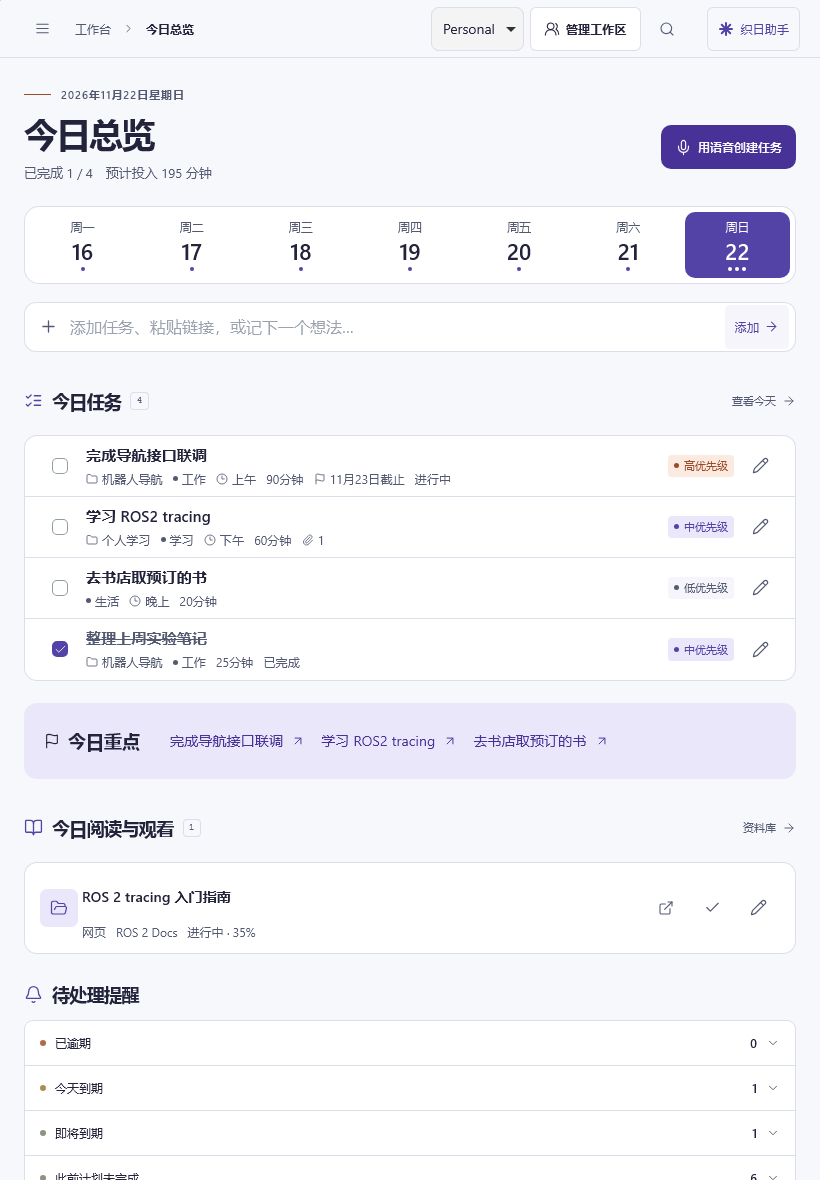 工作台 > 今日总览 Personal 管理工作区 织日助手
2026年11月22日星期日
今日总览
用语音创建任务
已完成 1 / 4 预计投入 195 分钟
周一 周二 周三 周四 周五 周六 周日
16 17 18 19 20 21 22
添加任务、粘贴链接，或记下一个想法... 添加 →
今日任务 4 查看今天 →
完成导航接口联调
机器人导航 • 工作 上午 90分钟 11月23日截止 进行中 • 高优先级
学习 ROS2 tracing
个人学习 • 学习 下午 60分钟 1 • 中优先级
去书店取预订的书
• 生活 晚上 20分钟 • 低优先级
整理上周实验笔记
机器人导航 • 工作 25分钟 已完成 • 中优先级
今日重点 完成导航接口联调 学习 ROS2 tracing 去书店取预订的书
今日阅读与观看 1 资料库 →
ROS 2 tracing 入门指南
网页 ROS 2 Docs 进行中 · 35%
待处理提醒
已逾期 0
今天到期 1
即将到期 1
此前计划未完成 6